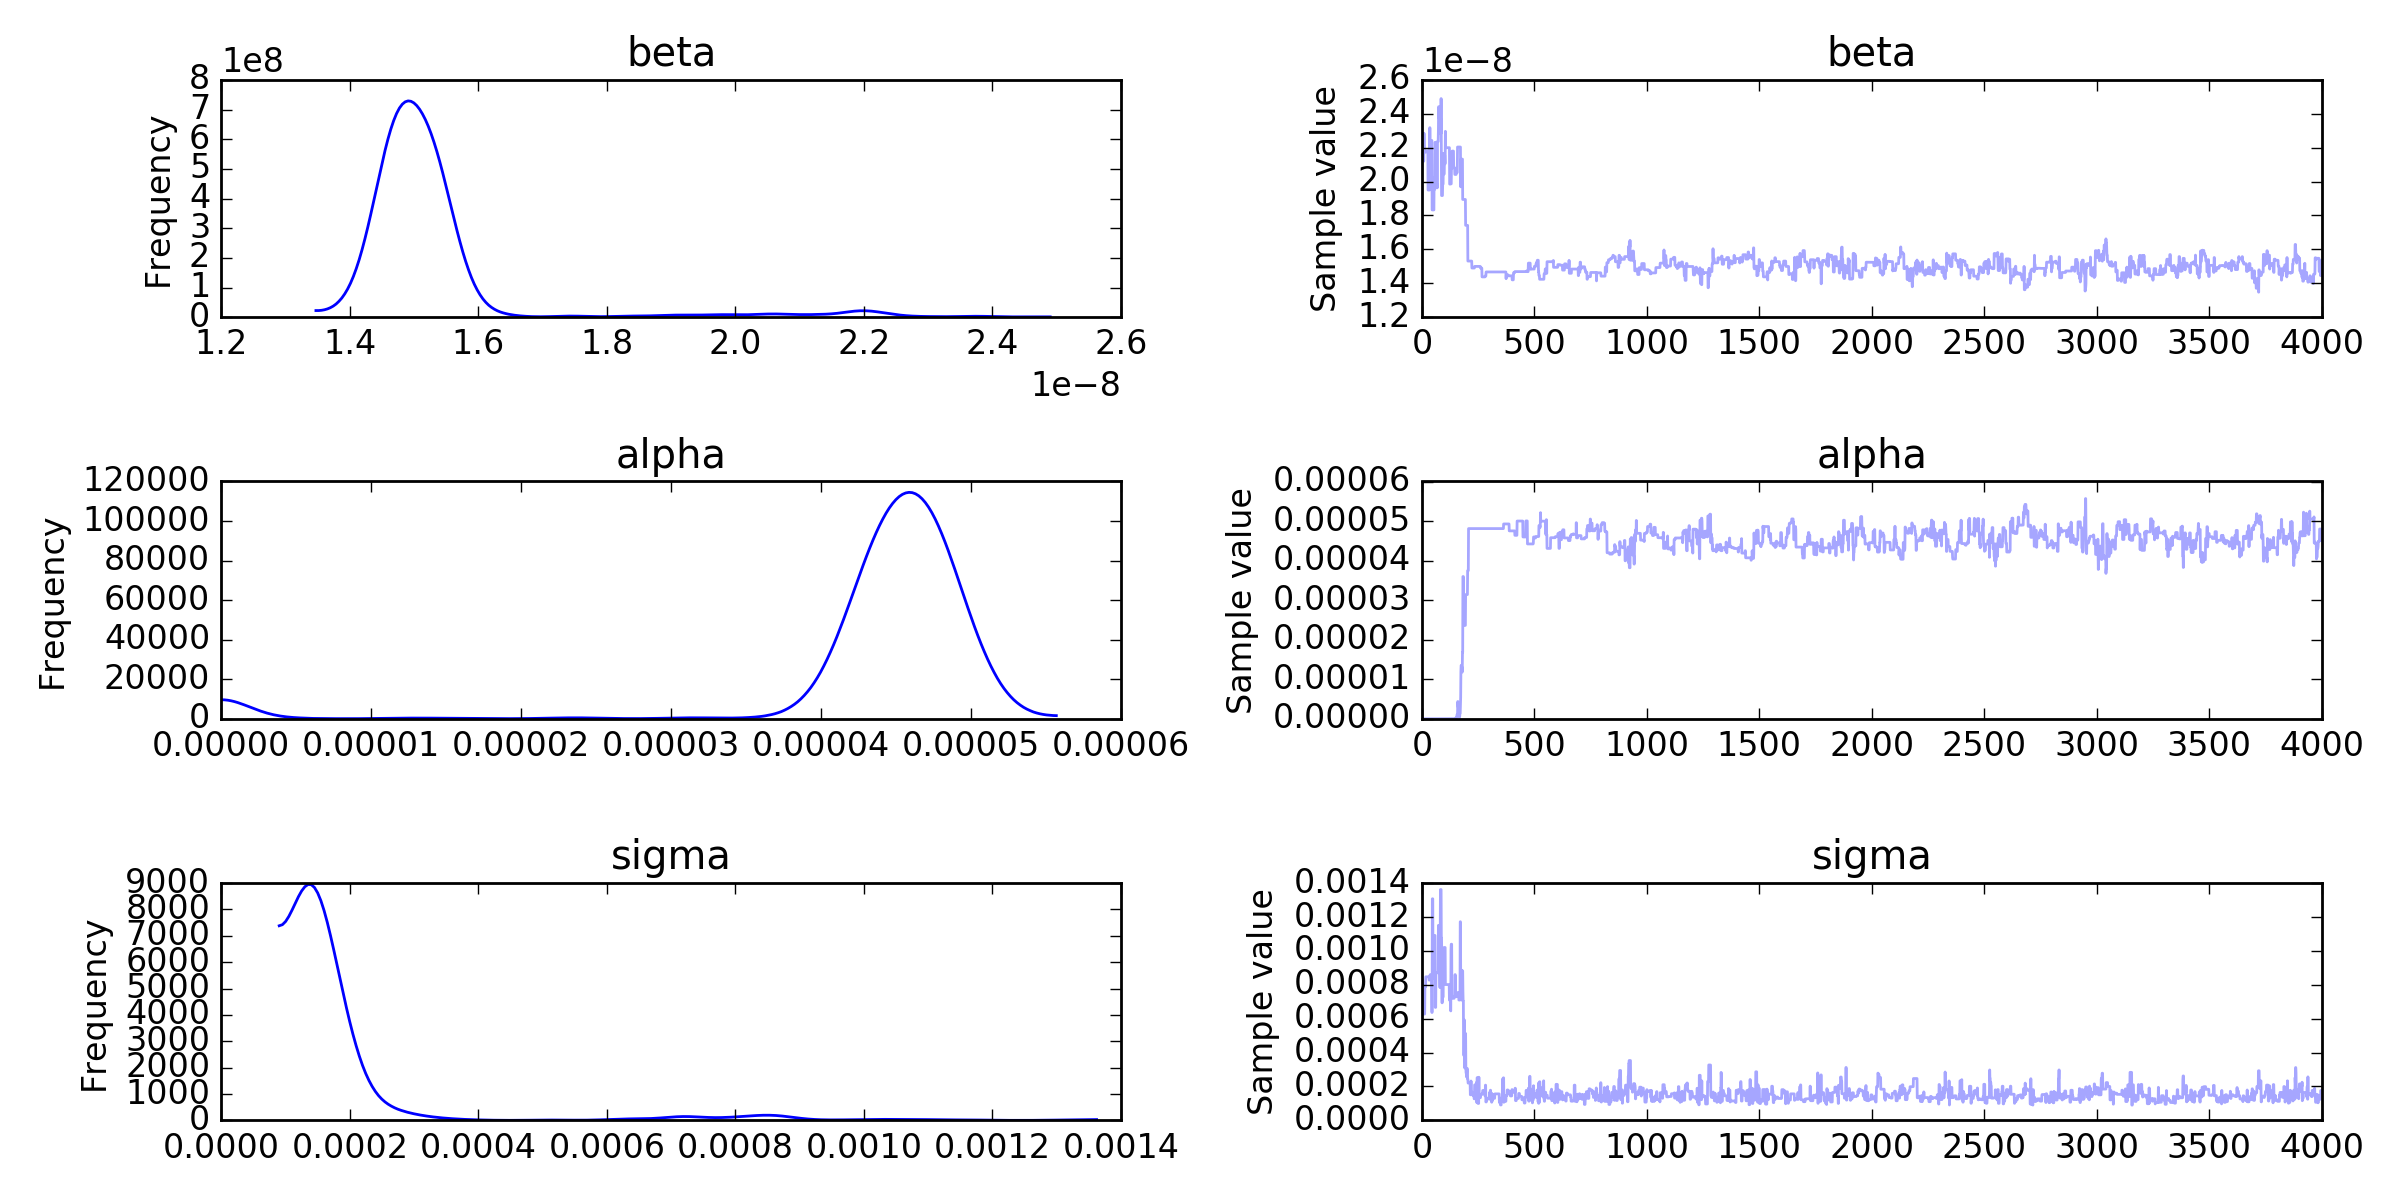 beta
1e8
8
7
6
5
4
3
2
1
0
Frequency
1.2 1.4 1.6 1.8 2.0 2.2 2.4 2.6
1e−8
beta
1e−8
2.6
2.4
2.2
2.0
1.8
1.6
1.4
1.2
Sample value
0 500 1000 1500 2000 2500 3000 3500 4000
alpha
120000
100000
80000
60000
40000
20000
0
Frequency
0.00000 0.00001 0.00002 0.00003 0.00004 0.00005 0.00006
alpha
0.00006
0.00005
0.00004
0.00003
0.00002
0.00001
0.00000
Sample value
0 500 1000 1500 2000 2500 3000 3500 4000
sigma
9000
8000
7000
6000
5000
4000
3000
2000
1000
0
Frequency
0.0000 0.0002 0.0004 0.0006 0.0008 0.0010 0.0012 0.0014
sigma
0.0014
0.0012
0.0010
0.0008
0.0006
0.0004
0.0002
0.0000
Sample value
0 500 1000 1500 2000 2500 3000 3500 4000